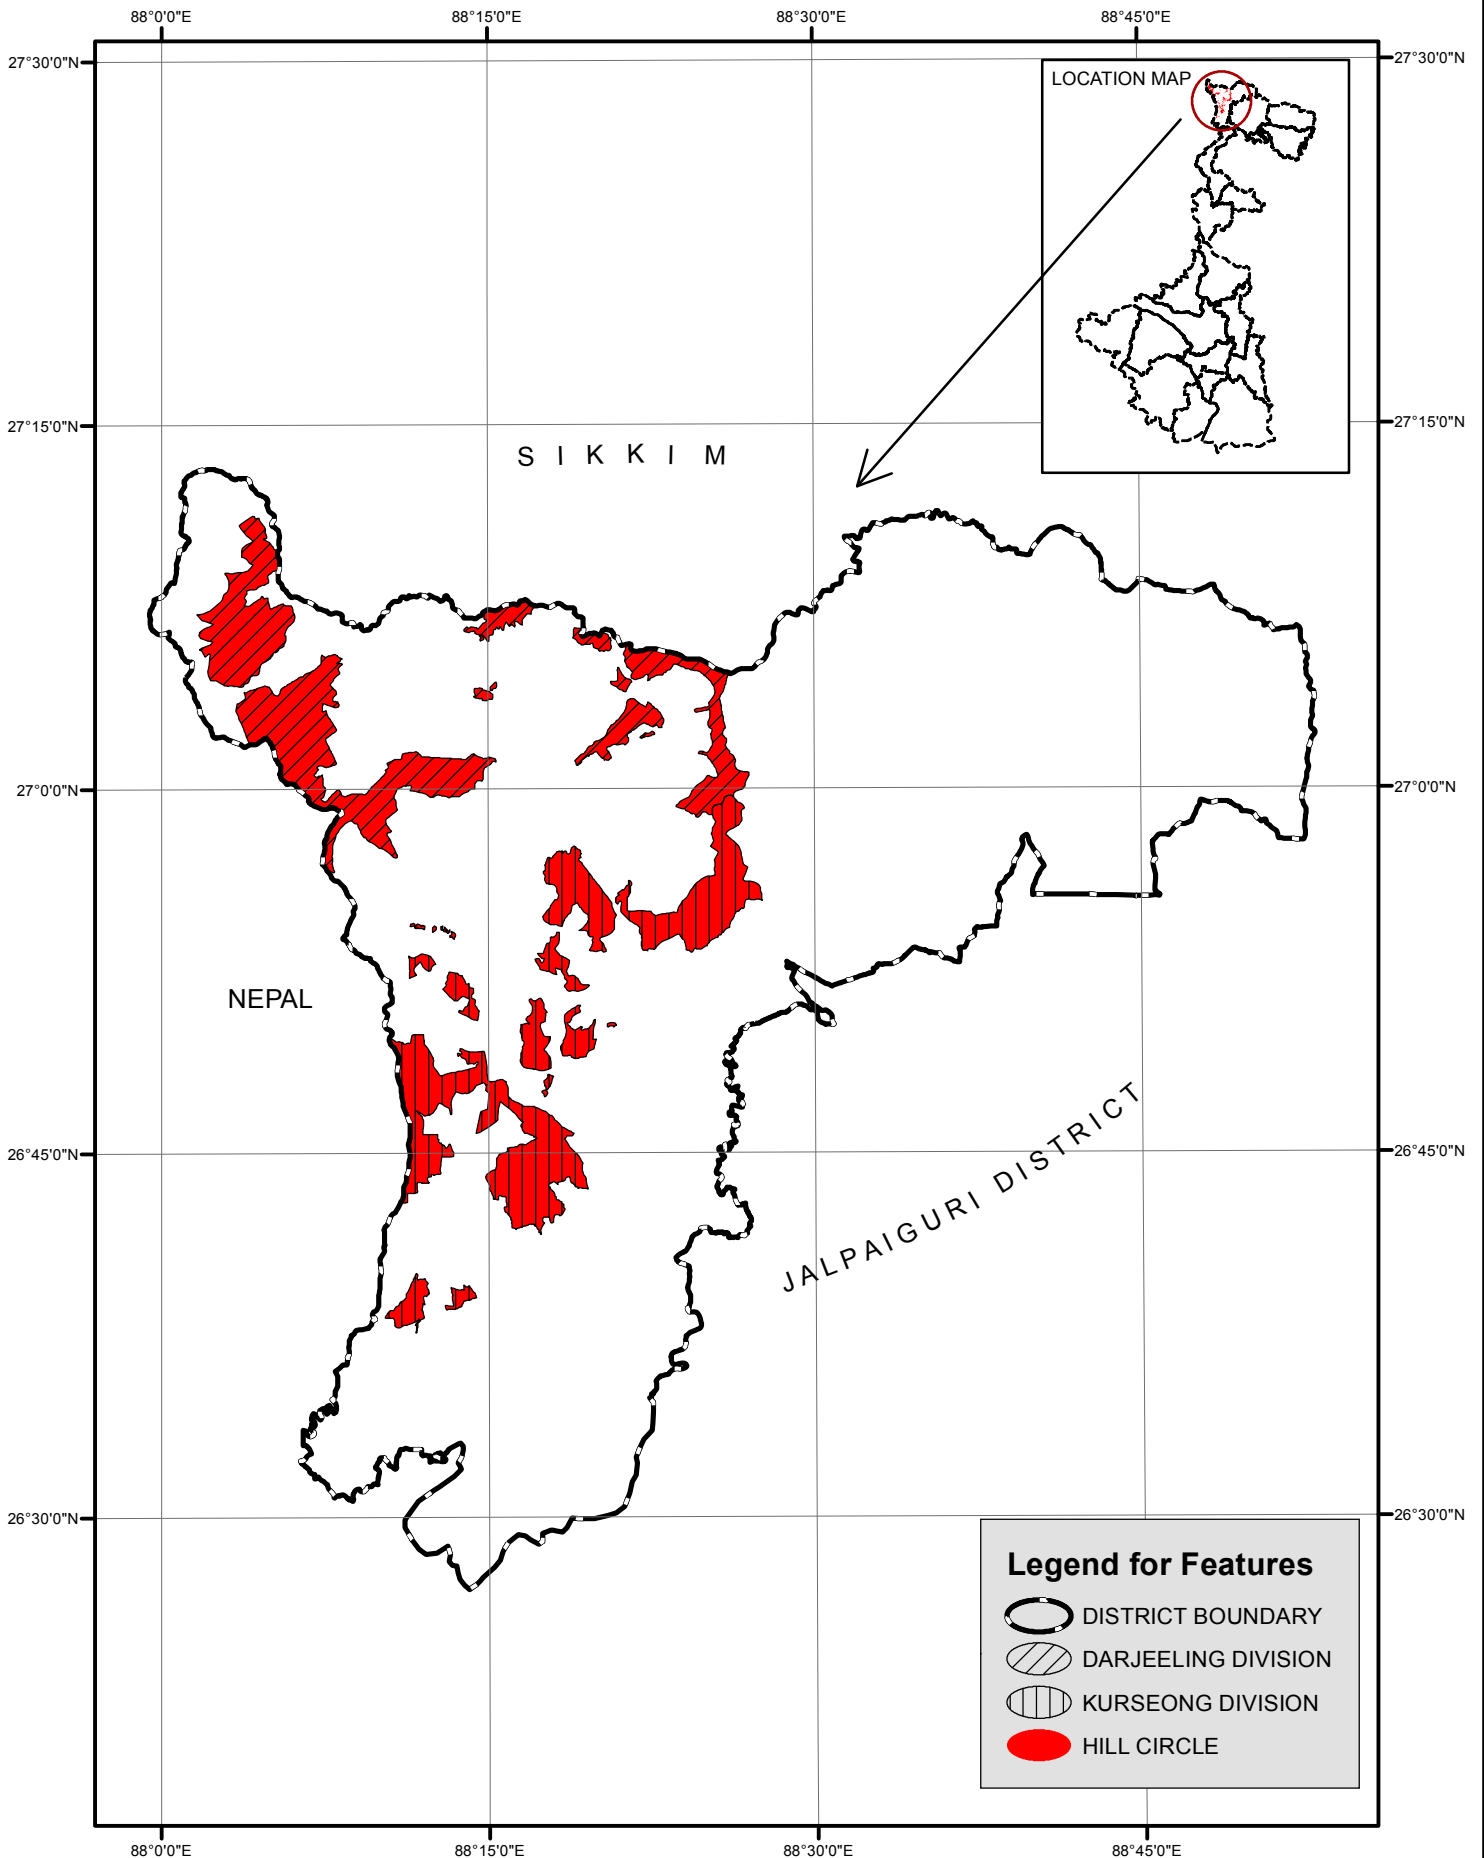 88°0'0"E 88°15'0"E 88°30'0"E 88°45'0"E
27°30'0"N 27°30'0"N
LOCATION MAP
27°15'0"N 27°15'0"N
SIKKIM
27°0'0"N 27°0'0"N
NEPAL
JALPAIGURI DISTRICT
26°45'0"N 26°45'0"N
26°30'0"N 26°30'0"N
Legend for Features
DISTRICT BOUNDARY
DARJEELING DIVISION
KURSEONG DIVISION
HILL CIRCLE
88°0'0"E 88°15'0"E 88°30'0"E 88°45'0"E